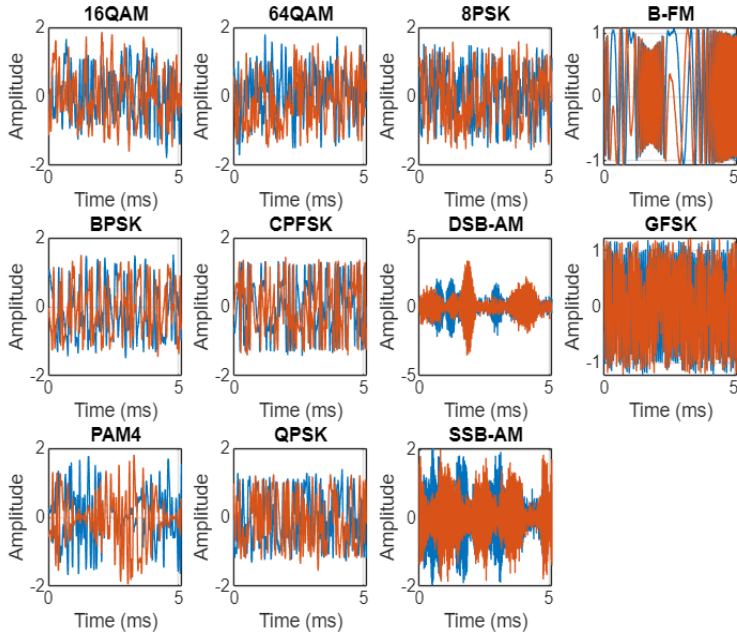 16QAM 64QAM 8PSK B-FM
2 2 2 1
Amplitude Amplitude Amplitude Amplitude
0 0 0 0
-2 -2 -2 -1
0 5 0 5 0 5 0 5
Time (ms) Time (ms) Time (ms) Time (ms)
BPSK CPFSK DSB-AM GFSK
2 2 5 1
Amplitude Amplitude Amplitude Amplitude
0 0 0 0
-2 -2 -5 -1
0 5 0 5 0 5 0 5
Time (ms) Time (ms) Time (ms) Time (ms)
PAM4 QPSK SSB-AM
2 2 2
Amplitude Amplitude Amplitude
0 0 0
-2 -2 -2
0 5 0 5 0 5
Time (ms) Time (ms) Time (ms)